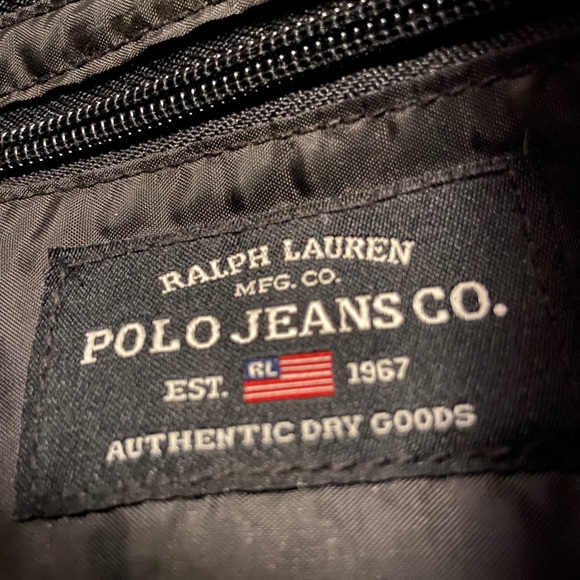 RALPH LAUREN
MFG. CO.
POLO JEANS CO.
EST. RL 1967
AUTHENTIC DRY GOODS